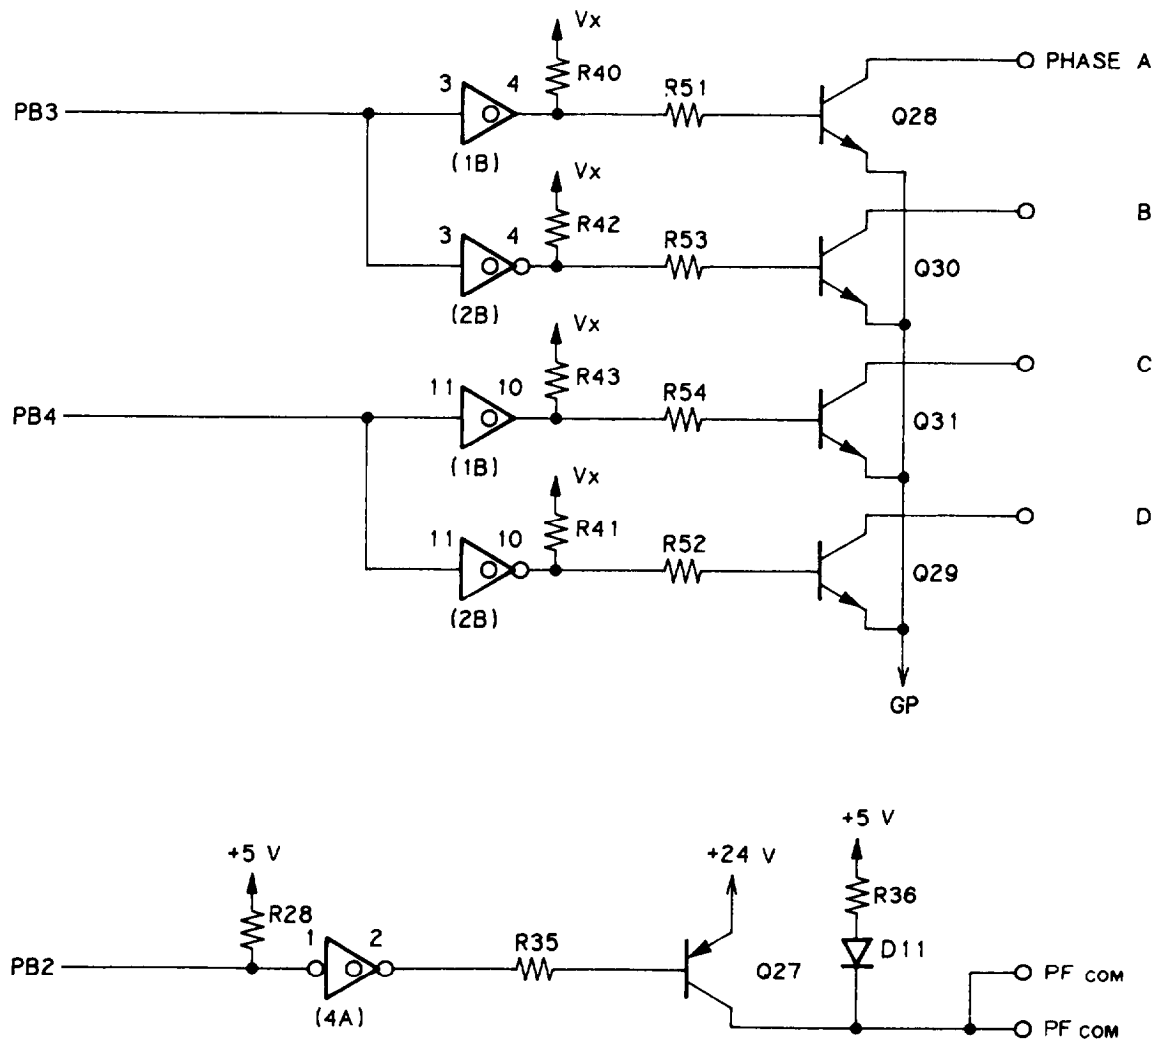 Vx
R40
3 4
R51
PHASE A
PB3
Q28
(1B)
Vx
R42
B
3 4
R53
Q30
(2B)
Vx
R43
C
11 10
R54
PB4
Q31
(1B)
Vx
R41
D
11 10
R52
Q29
(2B)
GP
+5 V
+5 V
+24 V
R36
R28
1 2
R35
D11
PB2
Q27
PF COM
(4A)
PF COM